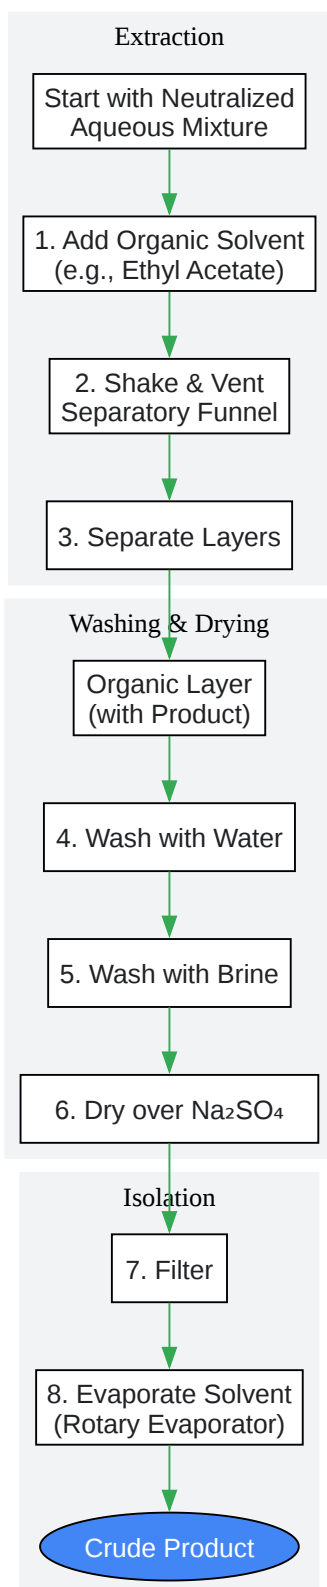 Extraction
Start with Neutralized
Aqueous Mixture
1. Add Organic Solvent
(e.g., Ethyl Acetate)
2. Shake & Vent
Separatory Funnel
3. Separate Layers
Washing & Drying
Organic Layer
(with Product)
4. Wash with Water
5. Wash with Brine
6. Dry over Na₂SO₄
Isolation
7. Filter
8. Evaporate Solvent
(Rotary Evaporator)
Crude Product